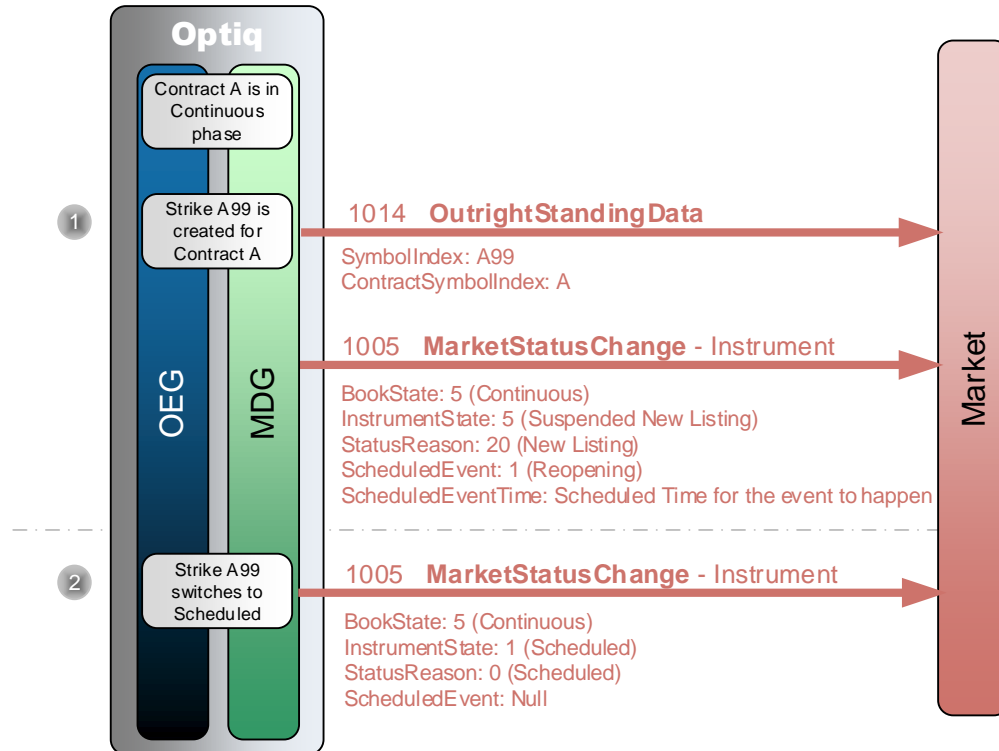 Optiq
Contract A is in
Continuous
phase
OEG
MDG
Market
1
Strike A99 is
created for
Contract A
1014 OutrightStandingData
SymbolIndex: A99
ContractSymbolIndex: A
1005 MarketStatusChange - Instrument
BookState: 5 (Continuous)
InstrumentState: 5 (Suspended New Listing)
StatusReason: 20 (New Listing)
ScheduledEvent: 1 (Reopening)
ScheduledEventTime: Scheduled Time for the event to happen
2
Strike A99
switches to
Scheduled
1005 MarketStatusChange - Instrument
BookState: 5 (Continuous)
InstrumentState: 1 (Scheduled)
StatusReason: 0 (Scheduled)
ScheduledEvent: Null